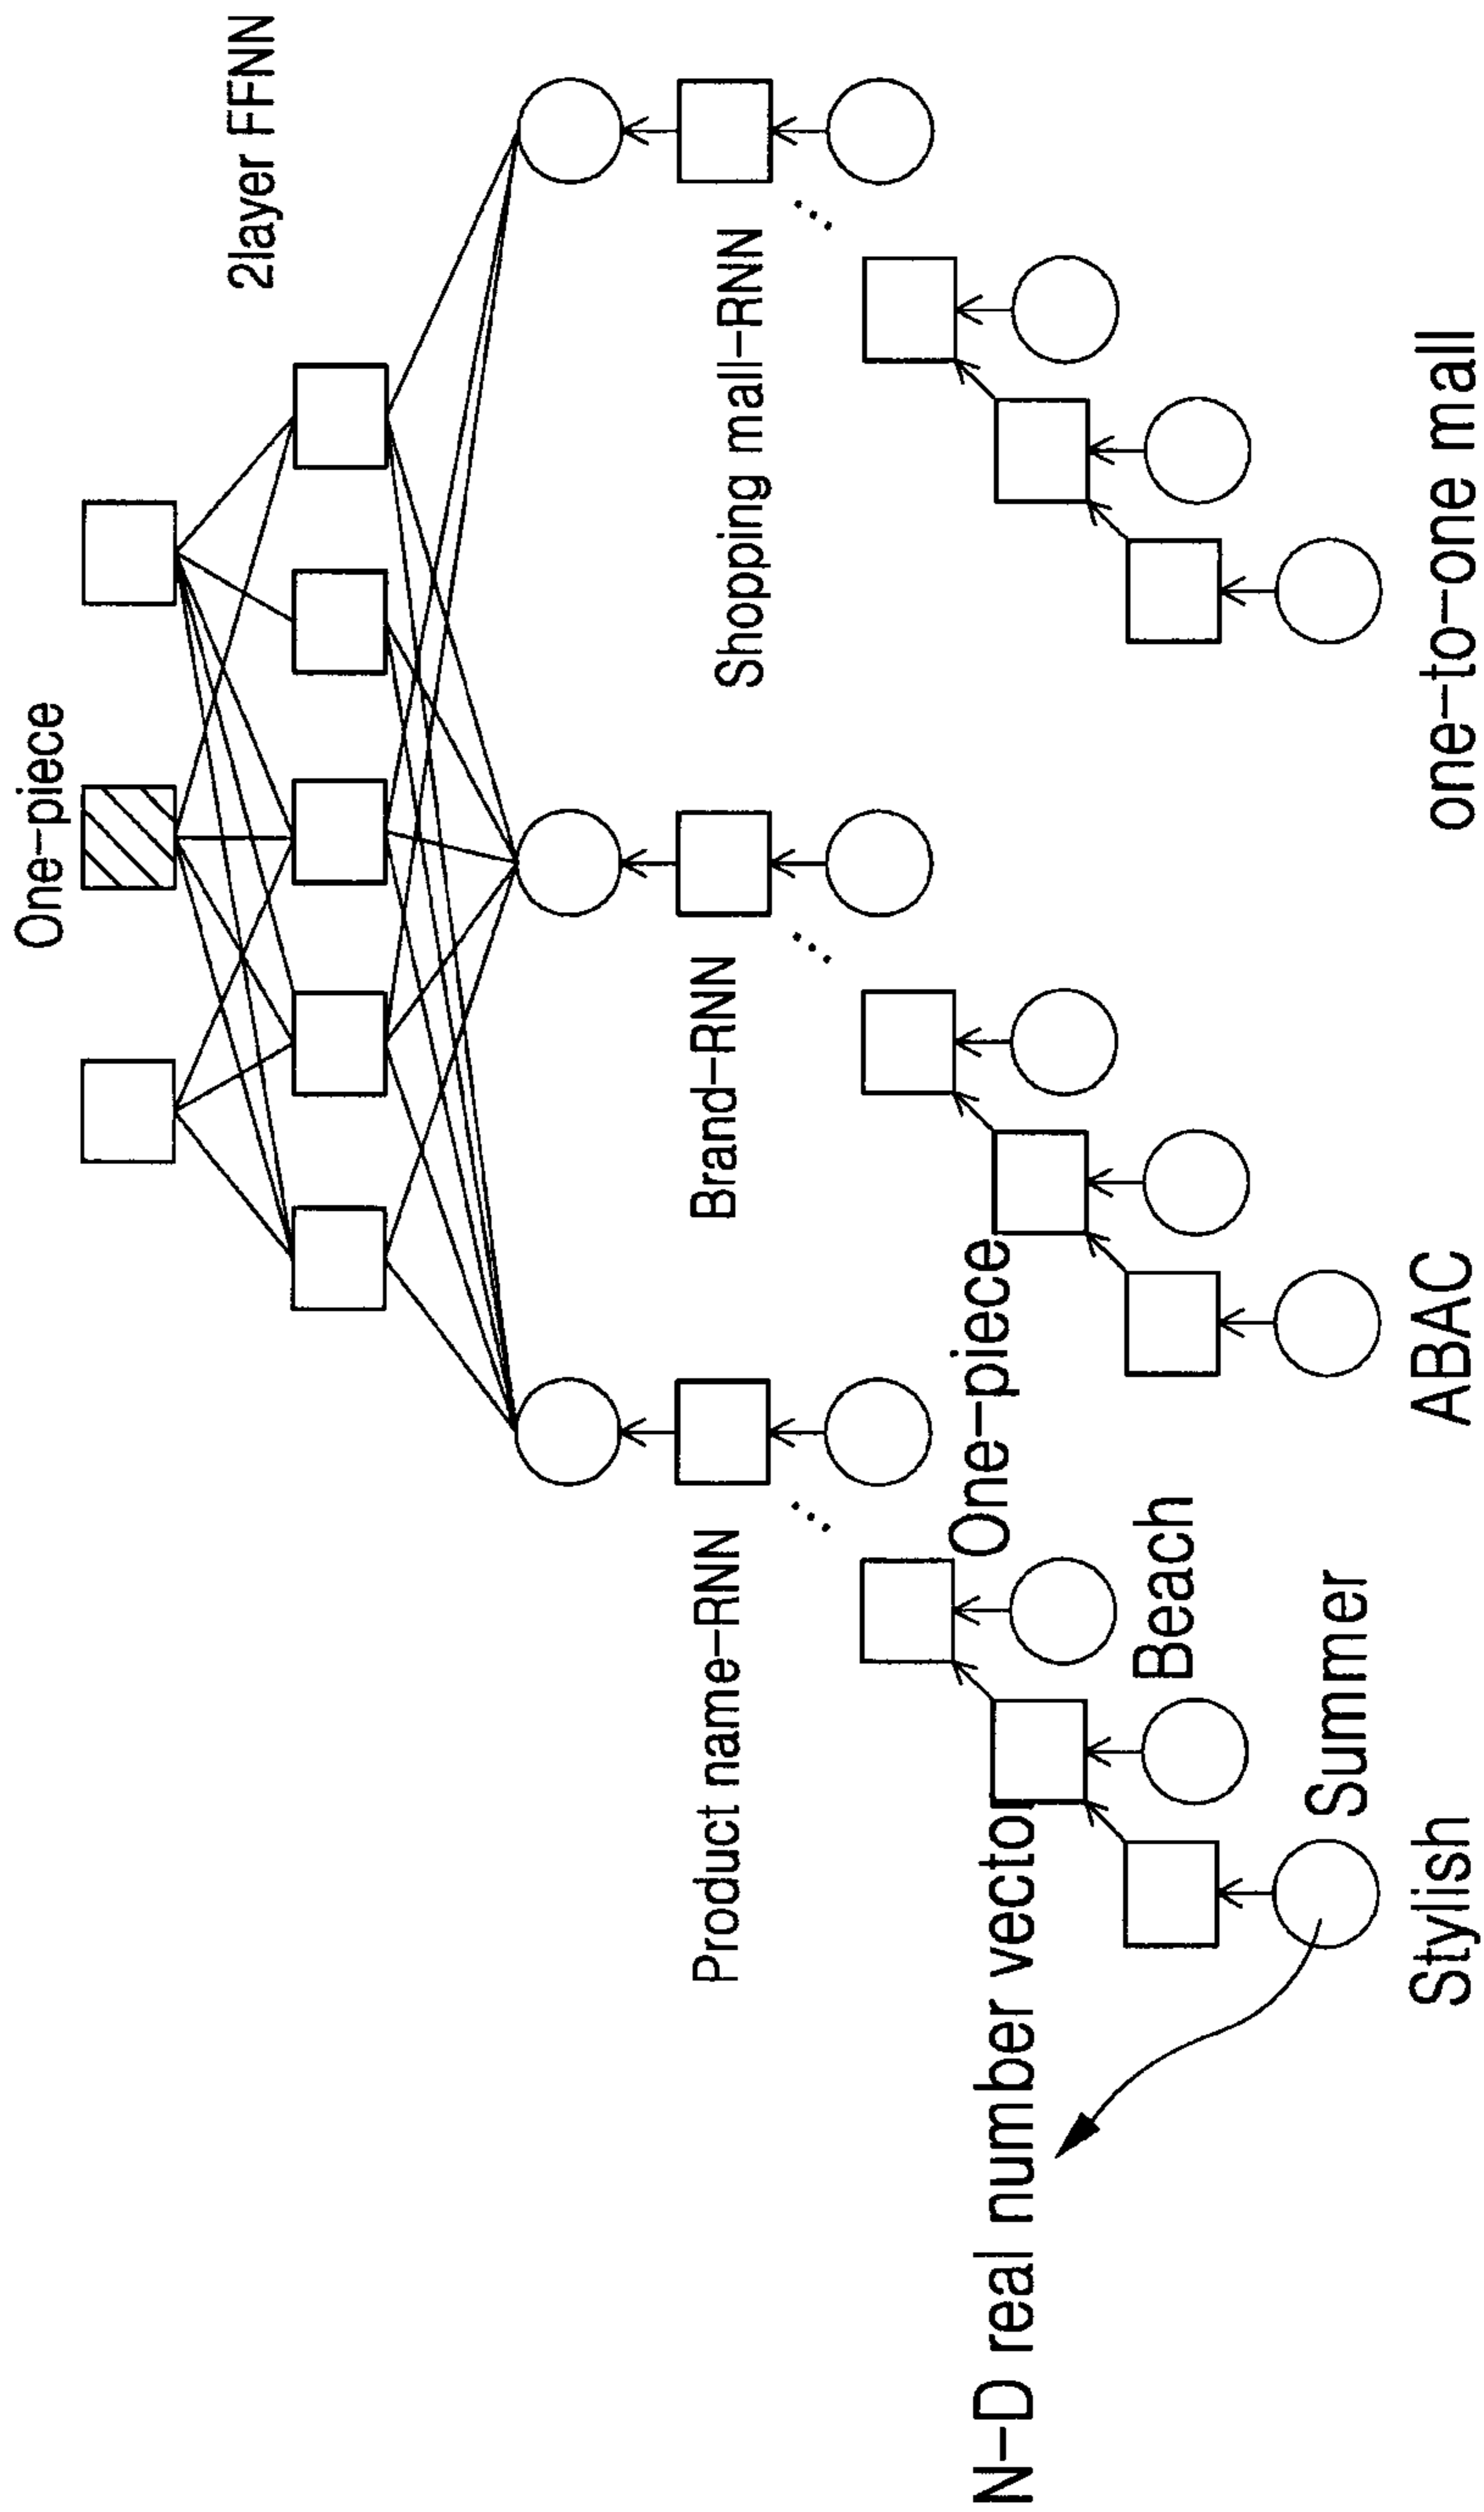 One-piece
2layer FFNN
Product name-RNN
Brand-RNN
Shopping mall-RNN
N-D real number vector
One-piece
Beach
Summer
Stylish
ABAC
one-to-one mall